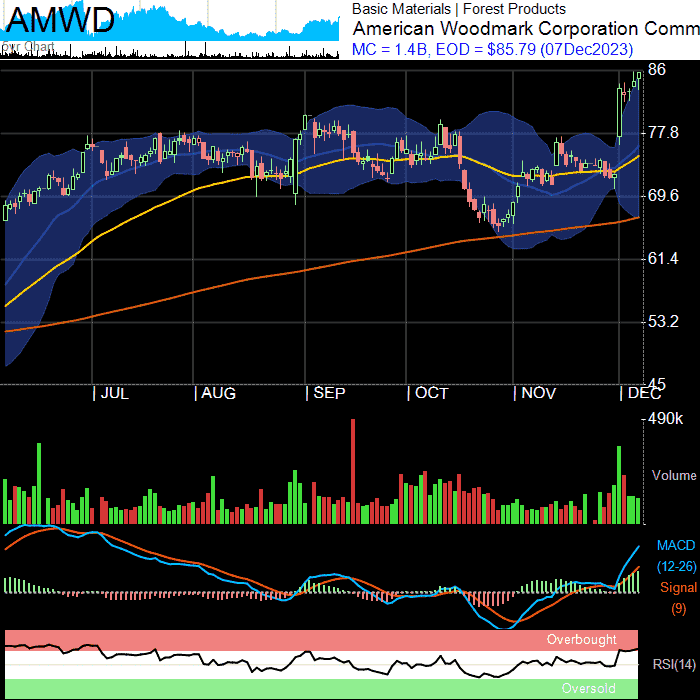 AMWD
Basic Materials | Forest Products
American Woodmark Corporation Comm
MC = 1.4B, EOD = $85.79 (07Dec2023)
5yr Chart
86
77.8
69.6
61.4
53.2
45
| JUL | AUG | SEP | OCT | NOV | DEC
490k
Volume
MACD
(12-26)
Signal
(9)
Overbought
RSI(14)
Oversold